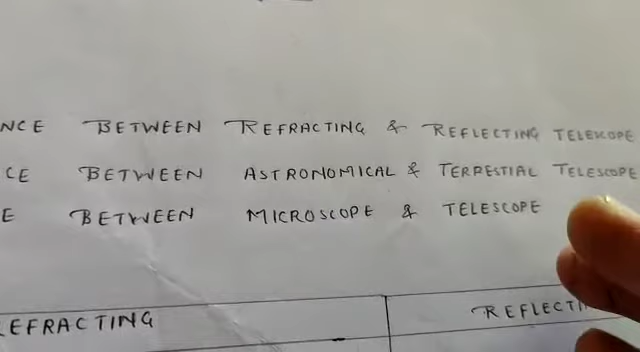 NCE BETWEEN REFRACTING & REFLECTING TELESCOPE
CE BETWEEN ASTRONOMICAL & TERRESTIAL TELESCOPE
E BETWEEN MICROSCOPE & TELESCOPE
EFRACTING REFLECTI